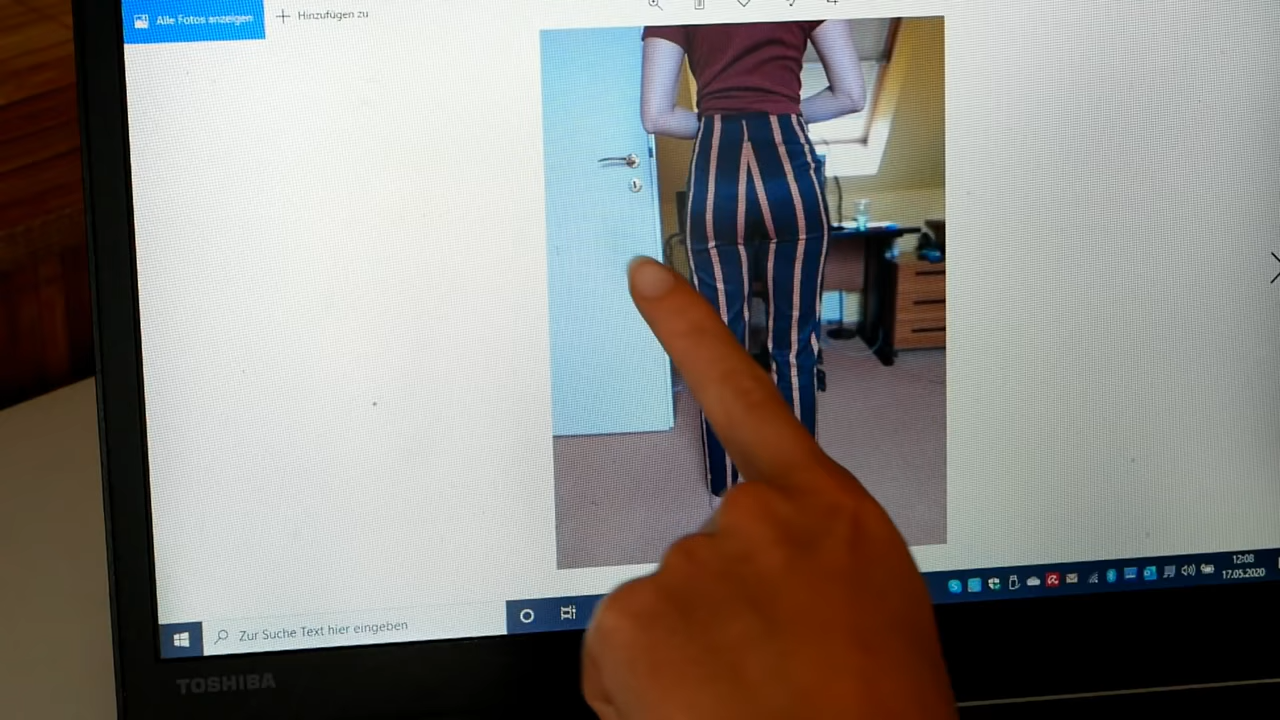 Alle Fotos anzeigen
Hinzufügen zu
Zur Suche Text hier eingeben
12:08
17.05.2020
TOSHIBA